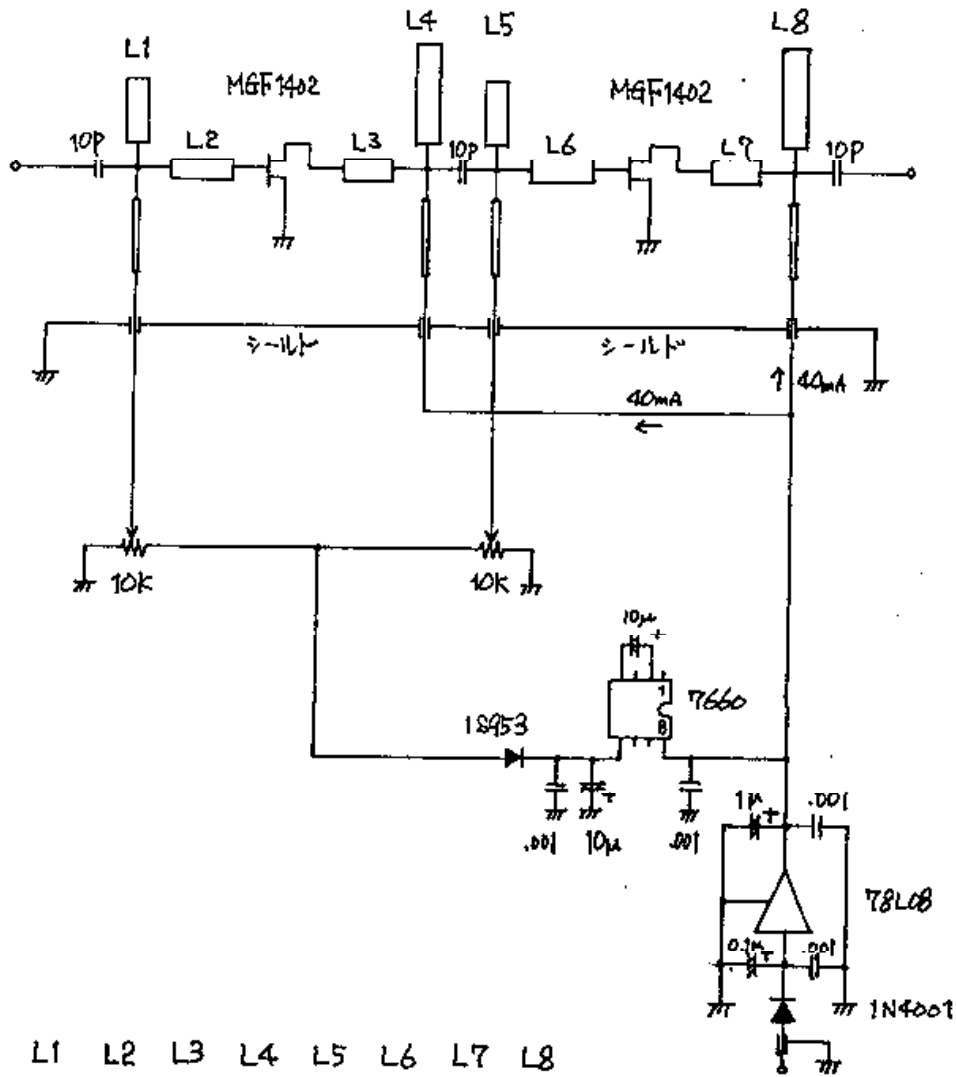 L4 L5 L8
L1
MGF1402 MGF1402
10P L2 L3 10P L6 L7 10P
シールド シールド
40mA
40mA
10K 10K
10μ +
1 7660
8
1S953
1μ + .001
.001 10μ .001
78L08
0.1μ .001
1N4001
L1 L2 L3 L4 L5 L6 L7 L8